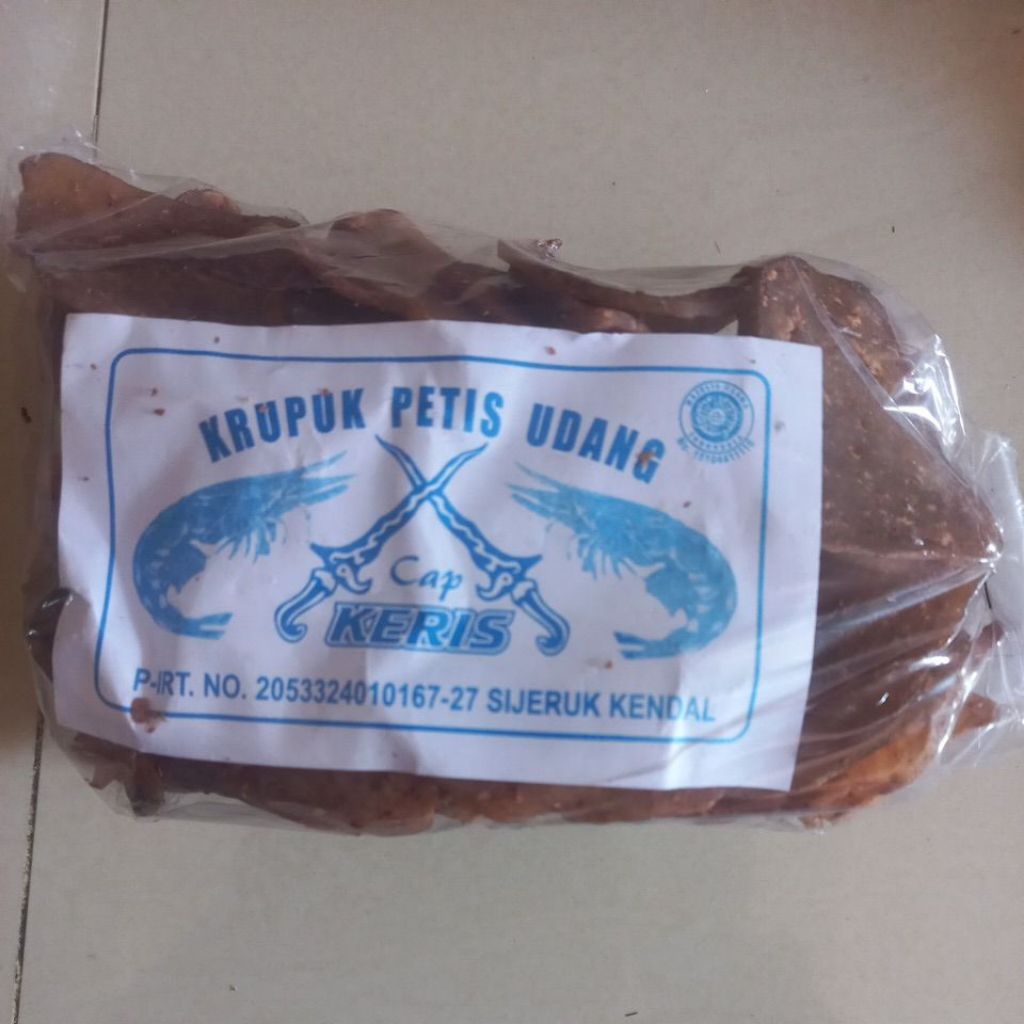 KRUPUK PETIS UDANG
Cap
KERIS
P-IRT. NO. 2053324010167-27 SIJERUK KENDAL